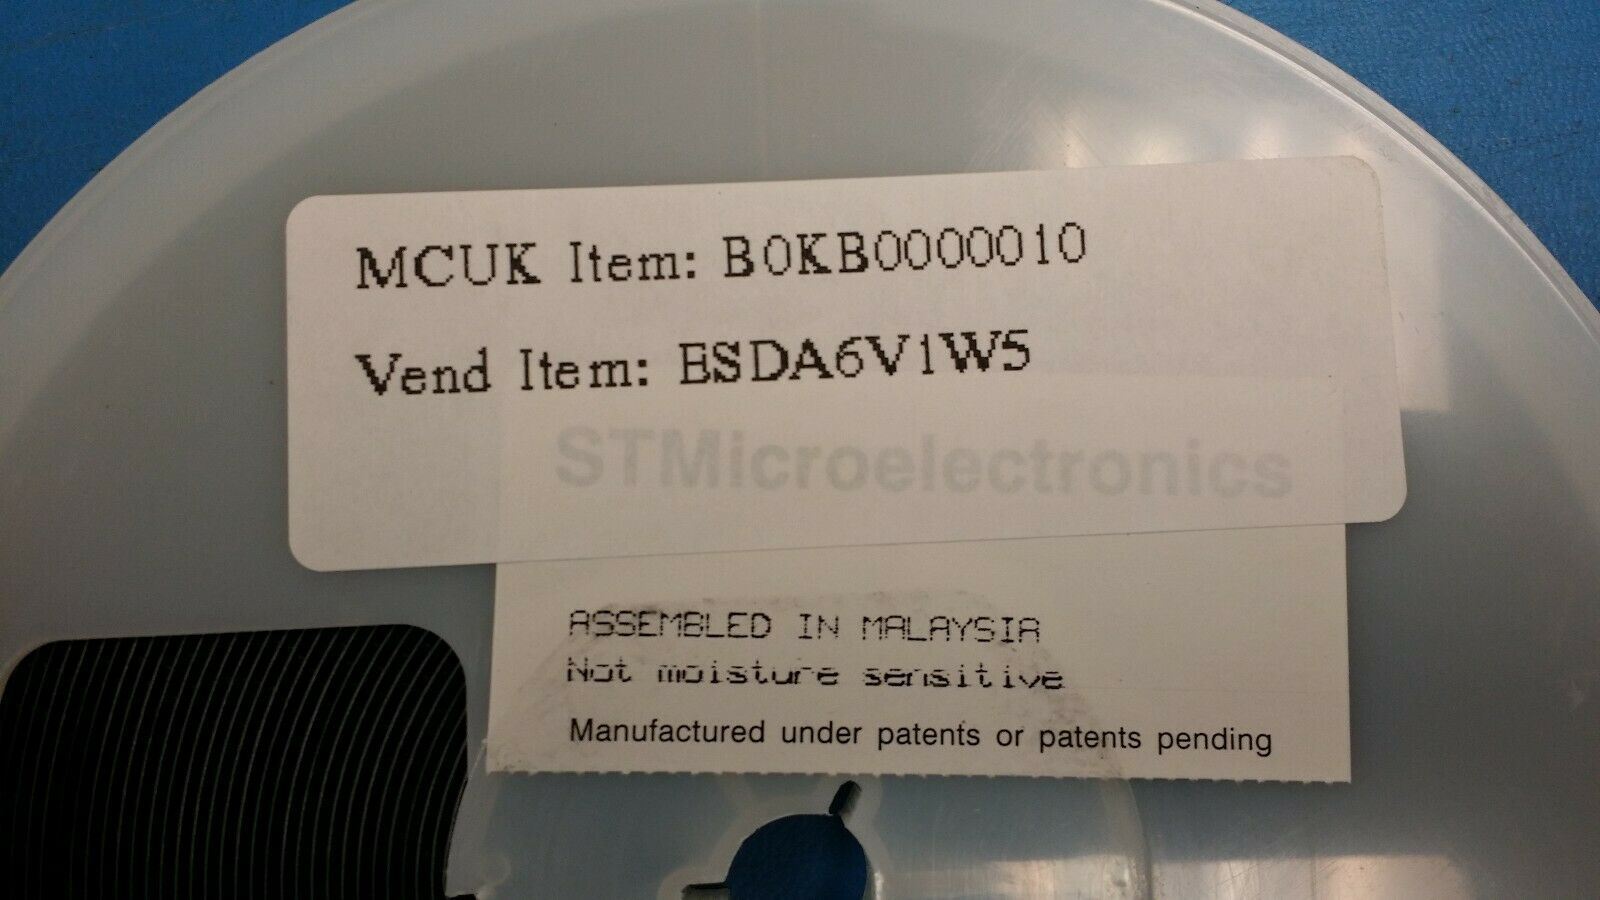 MCUK Item: B0KB0000010
Vend Item: ESDA6V1W5
STMicroelectronics
ASSEMBLED IN MALAYSIA
Not moisture sensitive
Manufactured under patents or patents pending